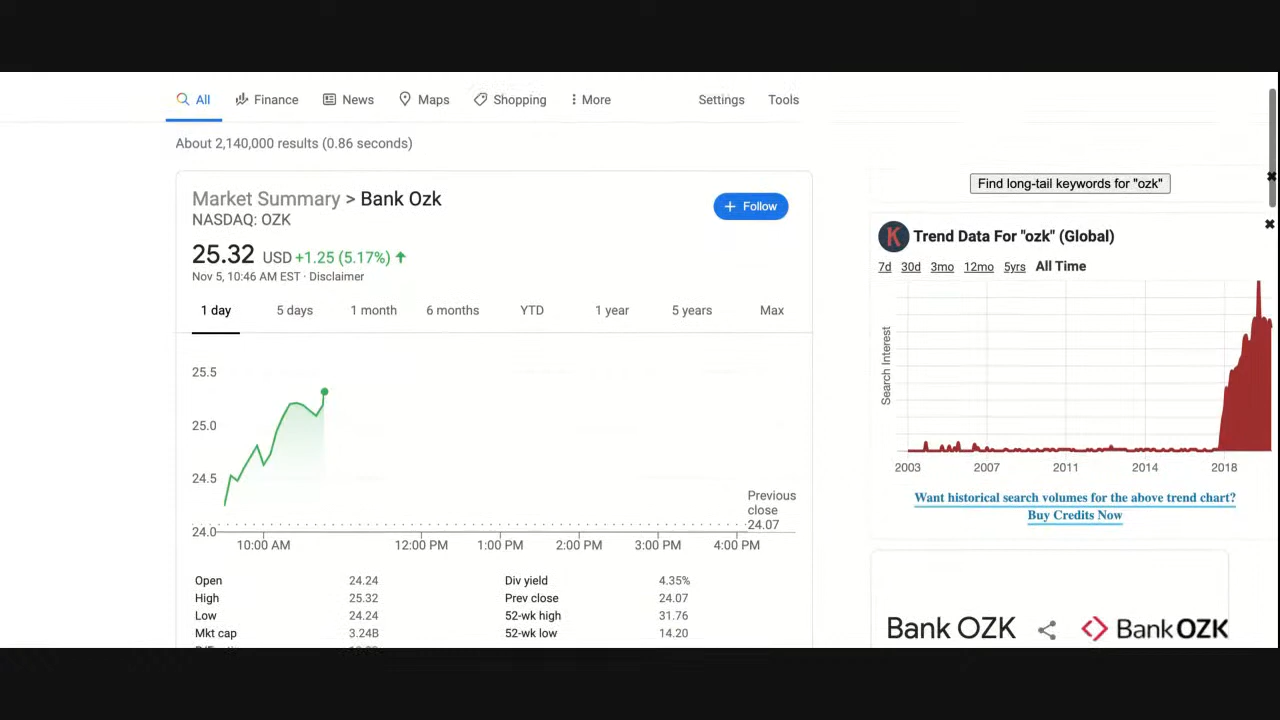 All Finance News Maps Shopping More Settings Tools
About 2,140,000 results (0.86 seconds)
Market Summary > Bank Ozk
NASDAQ: OZK
Follow
25.32 USD +1.25 (5.17%)
Nov 5, 10:46 AM EST · Disclaimer
1 day 5 days 1 month 6 months YTD 1 year 5 years Max
25.5
25.0
24.5
24.0
Previous
close
24.07
10:00 AM 12:00 PM 1:00 PM 2:00 PM 3:00 PM 4:00 PM
Open 24.24 Div yield 4.35%
High 25.32 Prev close 24.07
Low 24.24 52-wk high 31.76
Mkt cap 3.24B 52-wk low 14.20
Find long-tail keywords for "ozk"
K Trend Data For "ozk" (Global)
7d 30d 3mo 12mo 5yrs All Time
Search Interest
2003 2007 2011 2014 2018
Want historical search volumes for the above trend chart?
Buy Credits Now
Bank OZK Bank OZK